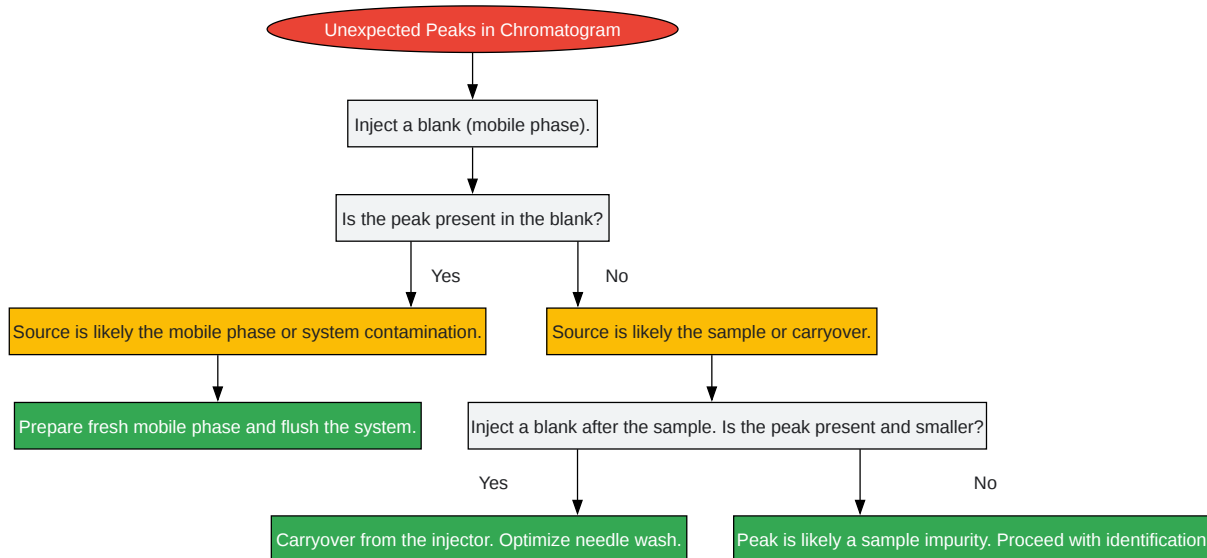 Unexpected Peaks in Chromatogram
Inject a blank (mobile phase).
Is the peak present in the blank?
Yes
No
Source is likely the mobile phase or system contamination.
Source is likely the sample or carryover.
Prepare fresh mobile phase and flush the system.
Inject a blank after the sample. Is the peak present and smaller?
Yes
No
Carryover from the injector. Optimize needle wash.
Peak is likely a sample impurity. Proceed with identification